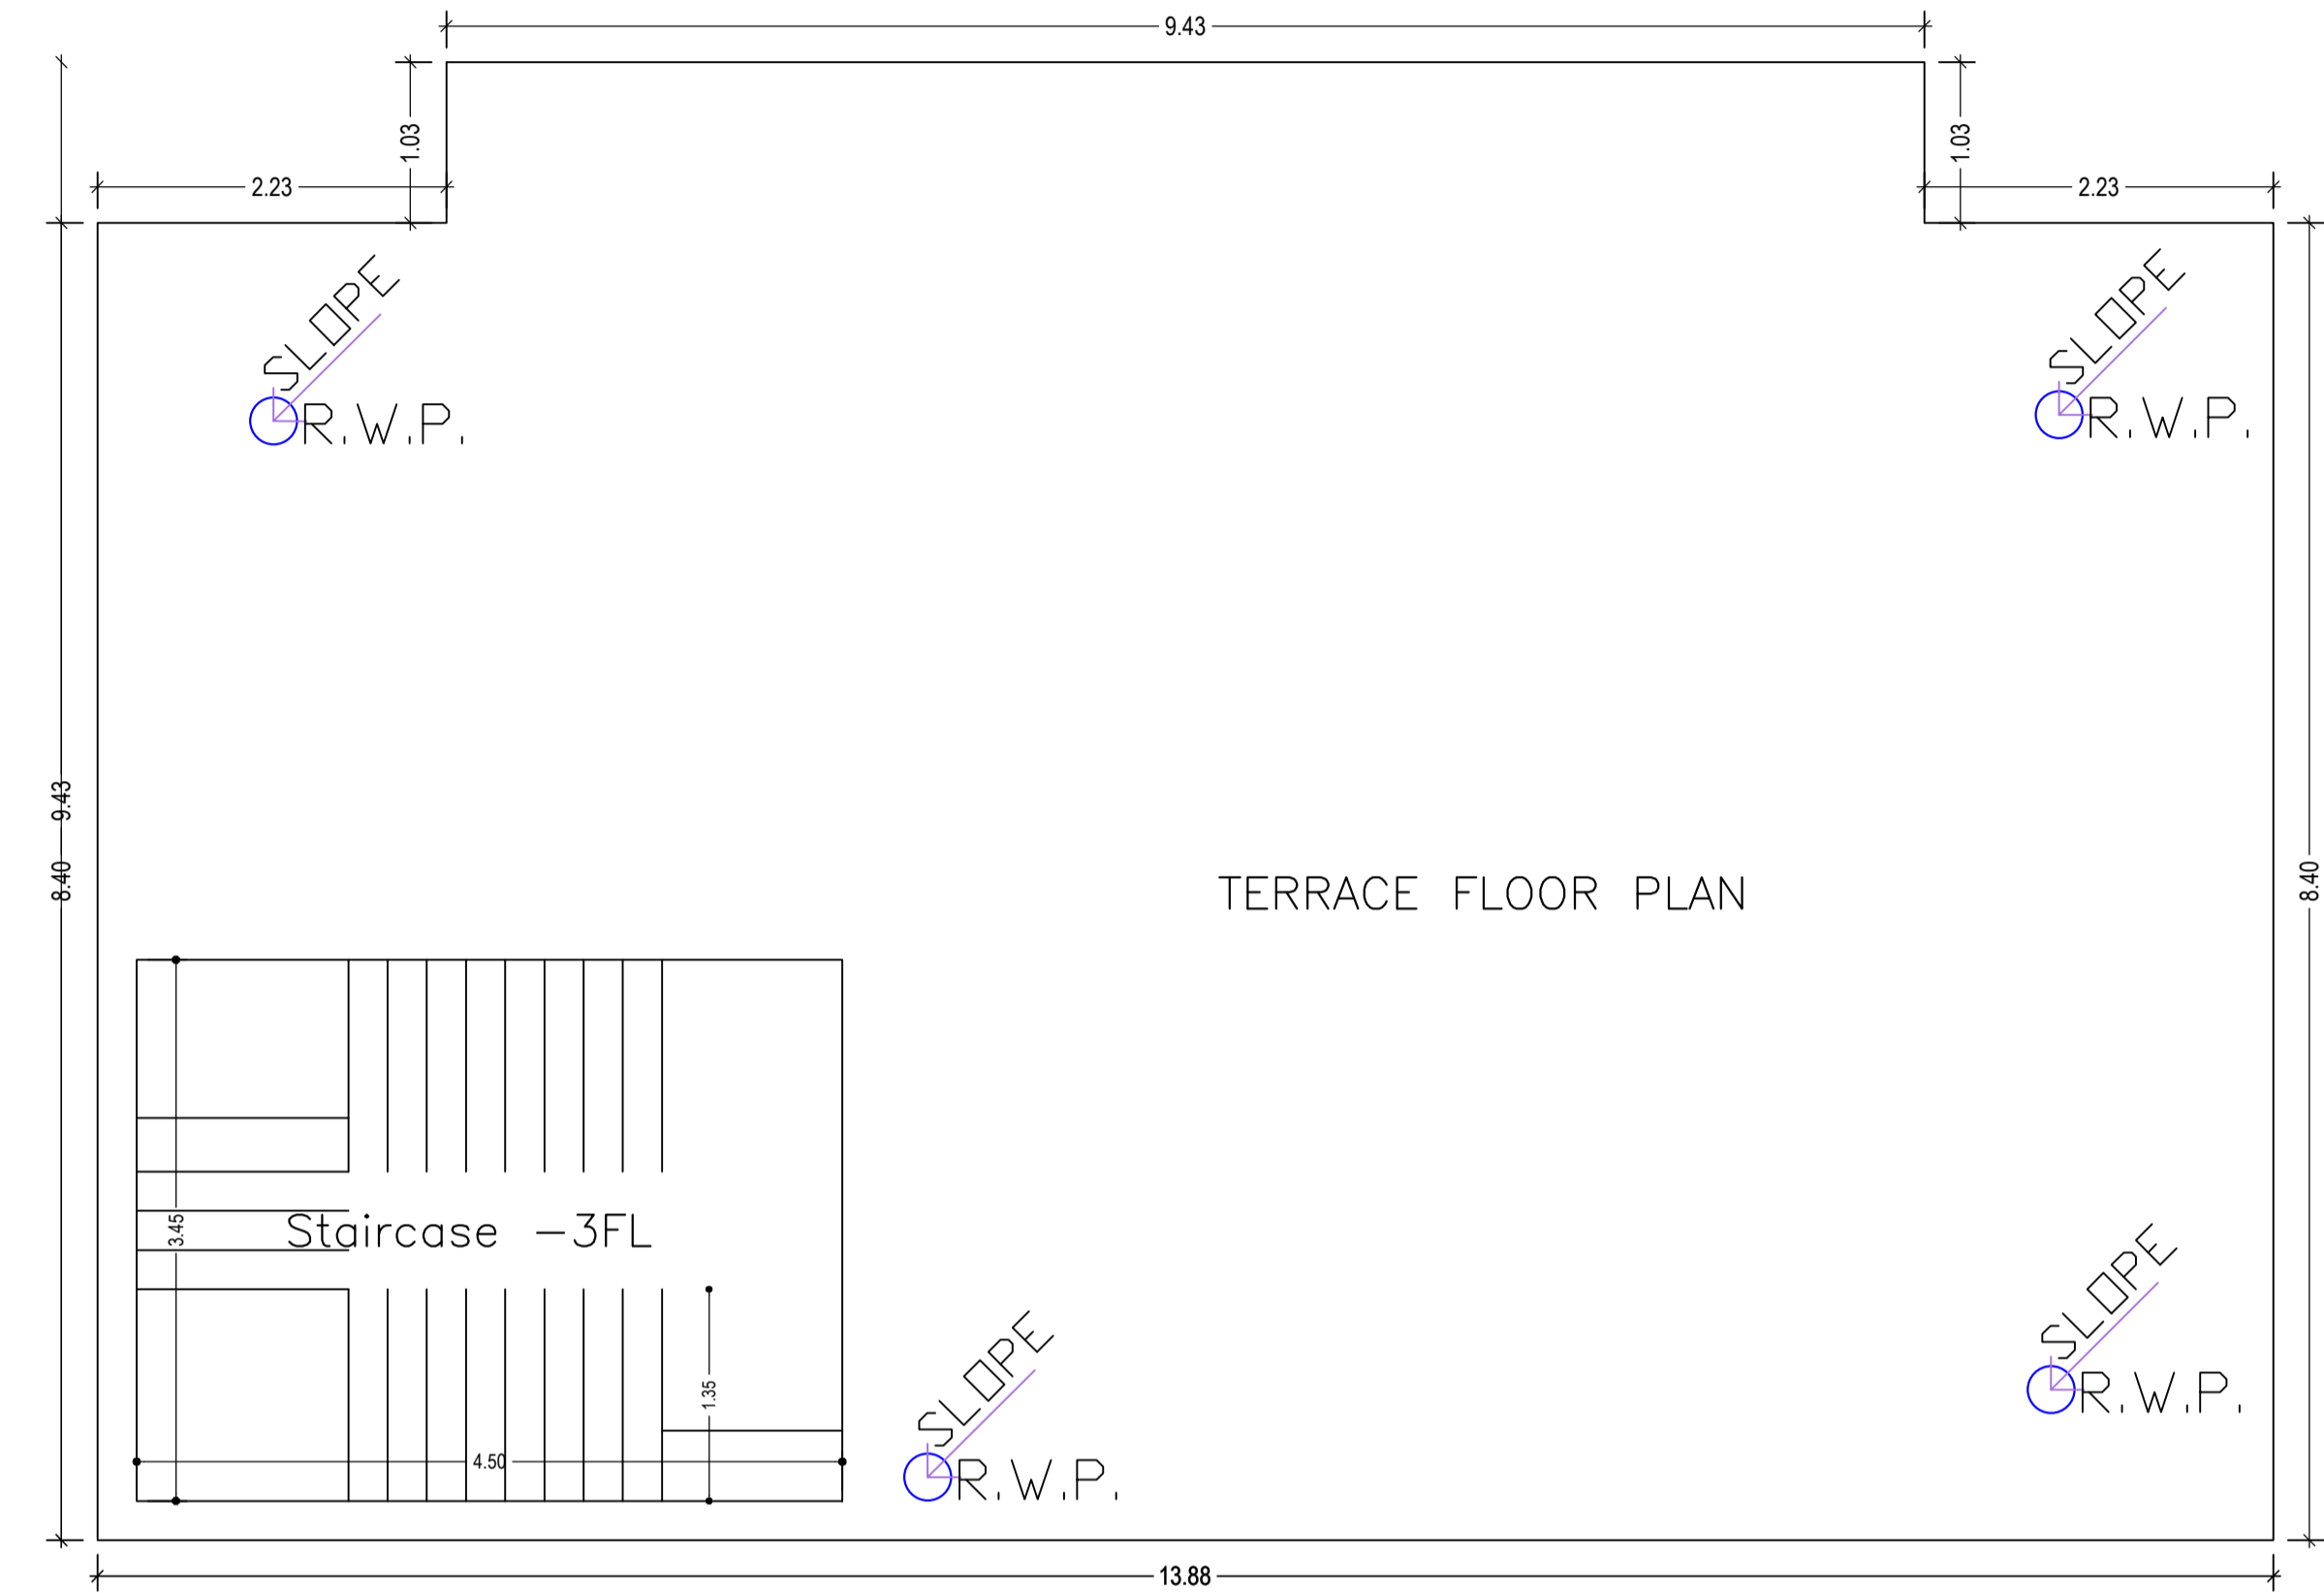 9.43
1.03
1.03
2.23
2.23
SLOPE
R.W.P.
SLOPE
R.W.P.
9.43
8.40
8.40
TERRACE FLOOR PLAN
3.45
Staircase -3FL
1.35
4.50
SLOPE
R.W.P.
SLOPE
R.W.P.
13.88